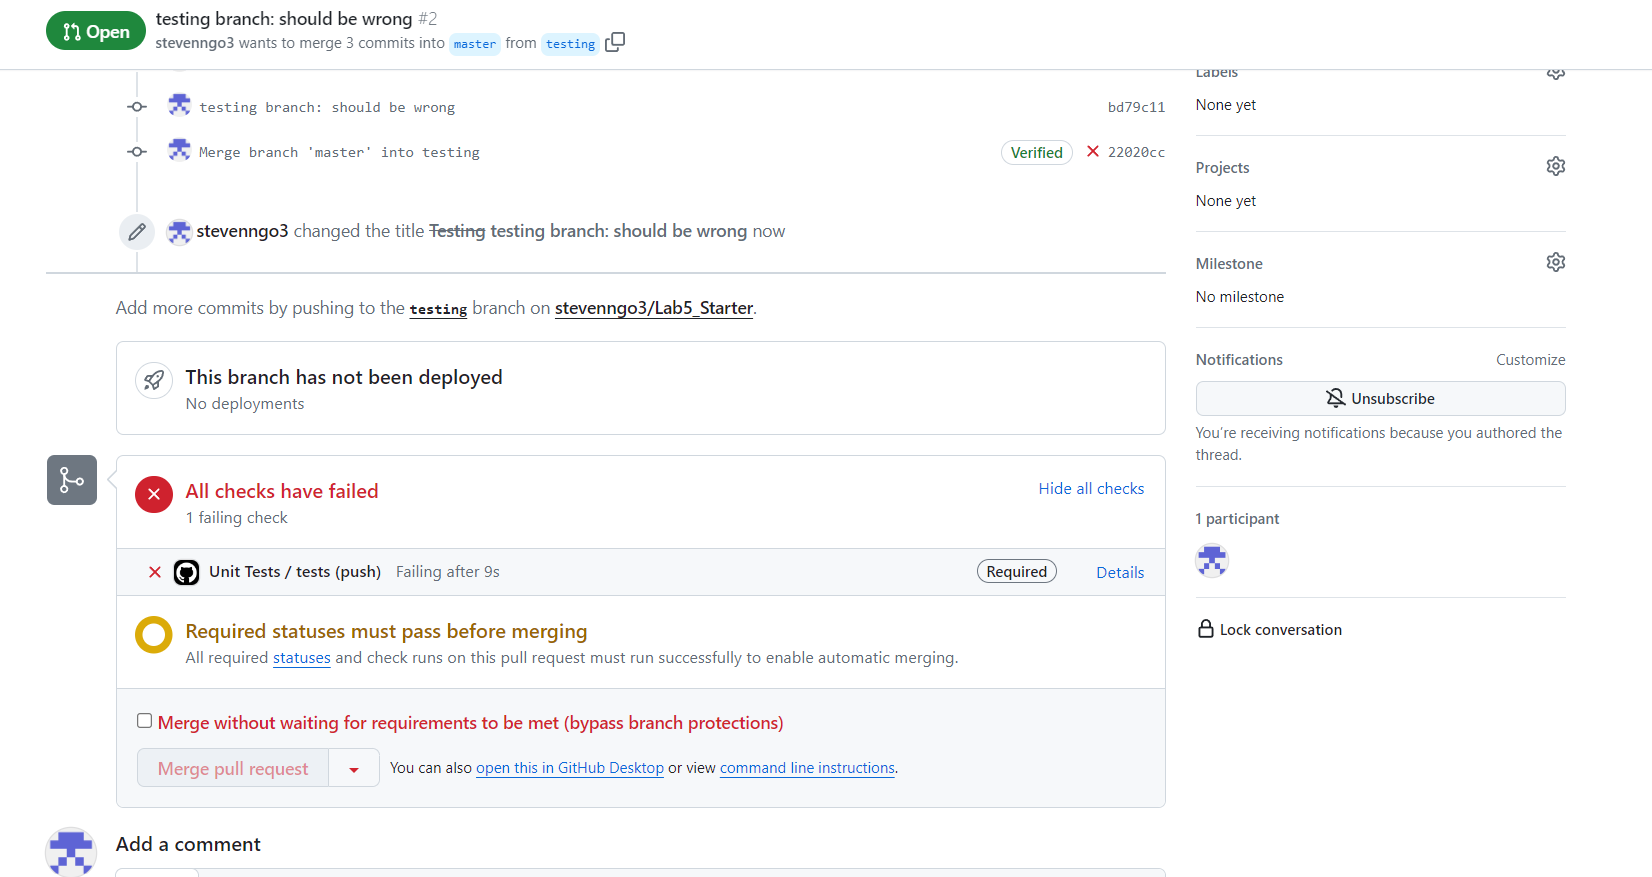 Open
testing branch: should be wrong #2
stevenngo3 wants to merge 3 commits into master from testing
testing branch: should be wrong bd79c11
Merge branch 'master' into testing Verified 22020cc
stevenngo3 changed the title Testing testing branch: should be wrong now
Add more commits by pushing to the testing branch on stevenngo3/Lab5_Starter.
This branch has not been deployed
No deployments
All checks have failed
Hide all checks
1 failing check
Unit Tests / tests (push) Failing after 9s Required Details
Required statuses must pass before merging
All required statuses and check runs on this pull request must run successfully to enable automatic merging.
Merge without waiting for requirements to be met (bypass branch protections)
Merge pull request
You can also open this in GitHub Desktop or view command line instructions.
Add a comment
Labels
None yet
Projects
None yet
Milestone
No milestone
Notifications Customize
Unsubscribe
You're receiving notifications because you authored the
thread.
1 participant
Lock conversation